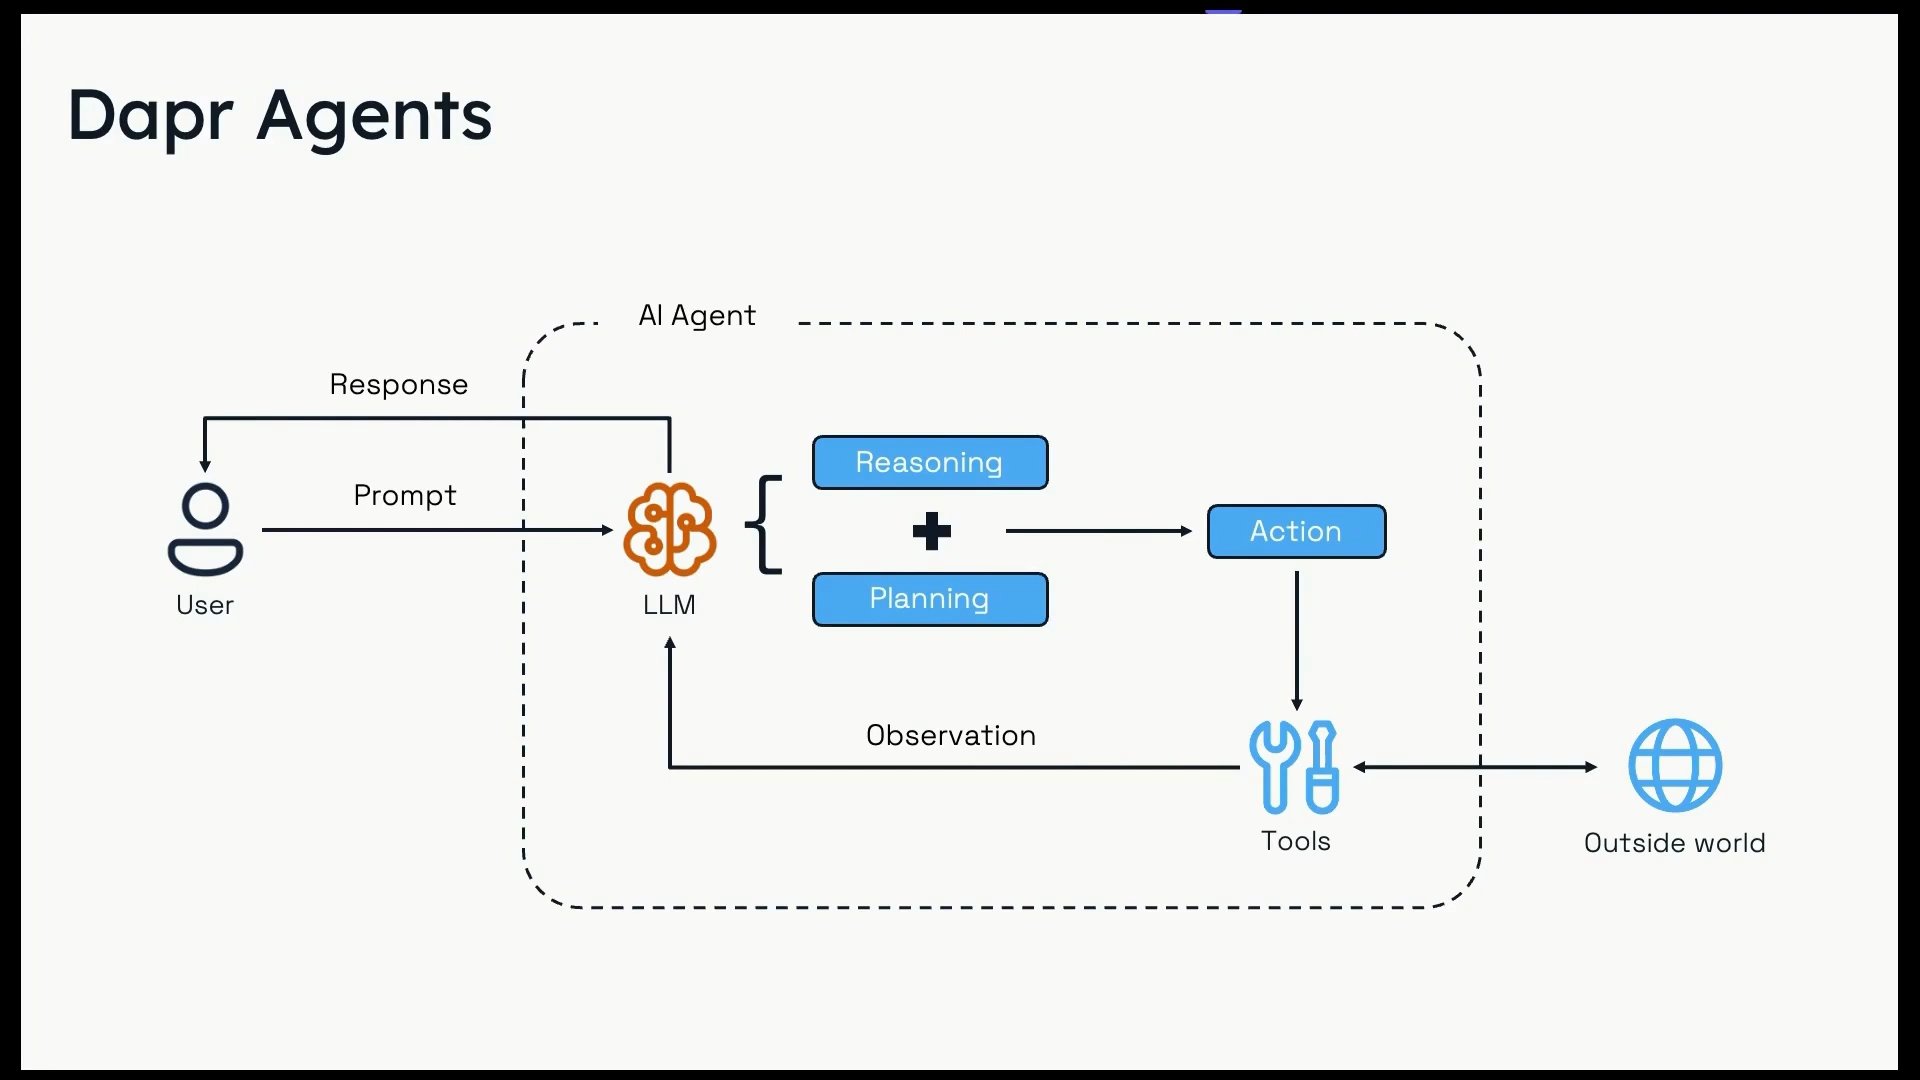 Dapr Agents
AI Agent
Response
Reasoning
Prompt
Action
Planning
User
LLM
Observation
Tools
Outside world